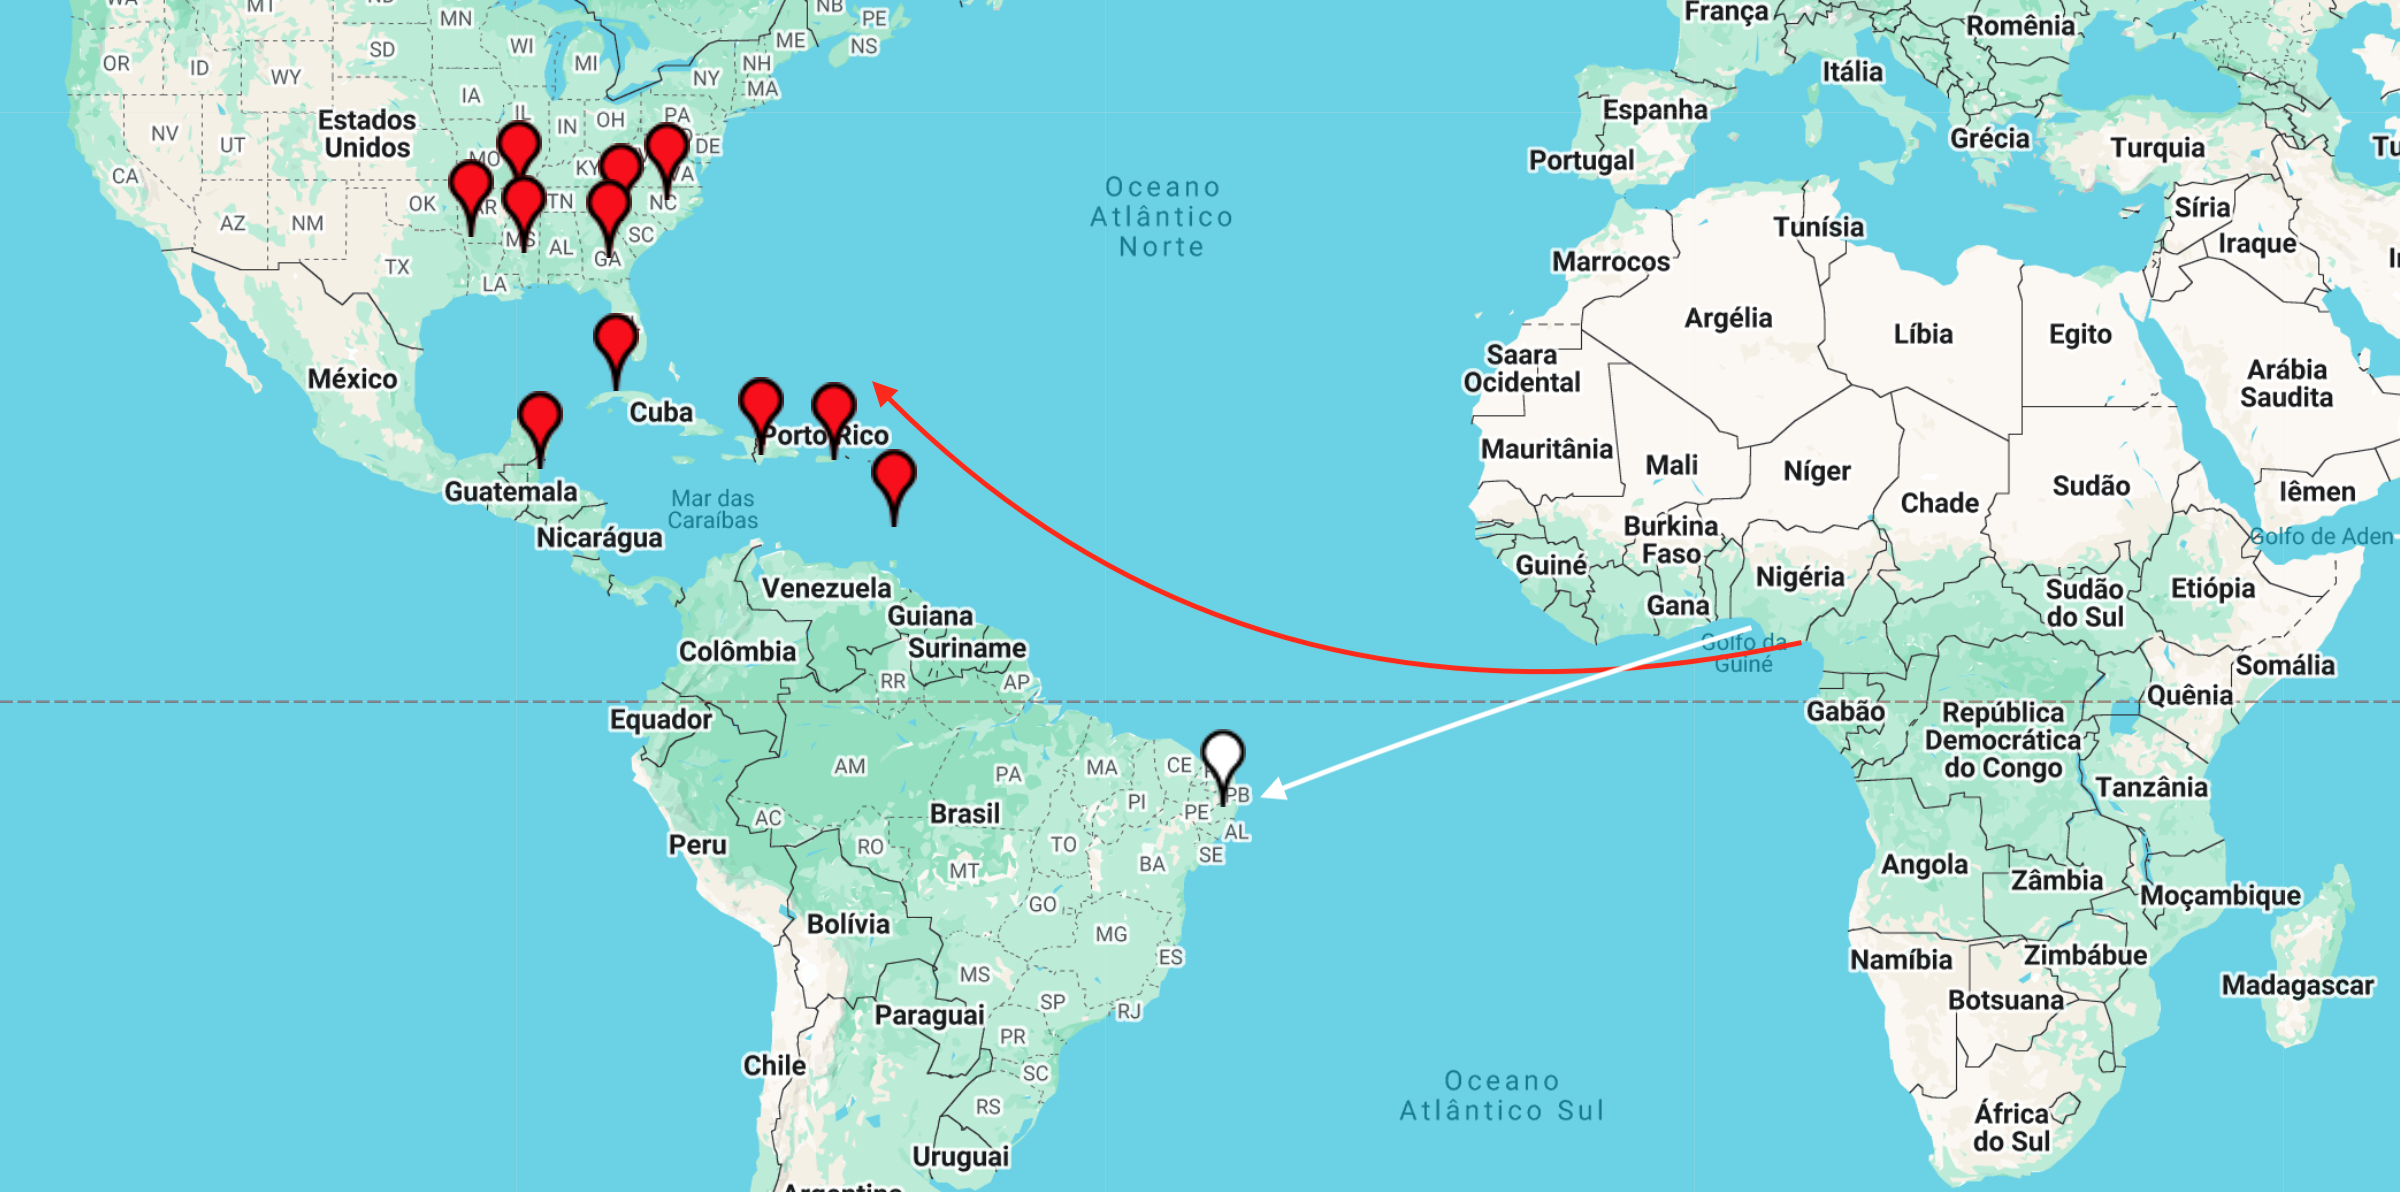 MT
MN
NB
PE
NS
ME
OR
ID
WY
SD
WI
MI
NY
NH
MA
IA
IL
IN
OH
PA
DE
NV
UT
Estados
Unidos
MO
KY
VA
CA
AZ
NM
OK
AR
TN
NC
MS
AL
SC
GA
TX
LA
México
Cuba
Porto Rico
Guatemala
Mar das
Caraíbas
Nicarágua
Venezuela
Guiana
Suriname
Colômbia
RR
AP
Equador
AM
PA
MA
CE
PB
PI
PE
Brasil
AC
AL
Peru
RO
TO
SE
MT
BA
GO
Bolívia
MG
ES
MS
SP
RJ
Paraguai
PR
Chile
SC
RS
Uruguai
Argentina
Oceano
Atlântico
Norte
Oceano
Atlântico Sul
França
Romênia
Itália
Espanha
Grécia
Portugal
Turquia
Síria
Tunísia
Iraque
Marrocos
Argélia
Líbia
Egito
Saara
Ocidental
Arábia
Saudita
Mauritânia
Mali
Níger
Chade
Sudão
Iêmen
Burkina
Faso
Golfo de Aden
Guiné
Nigéria
Gana
Sudão
do Sul
Etiópia
Golfo da
Guiné
Somália
Quênia
Gabão
República
Democrática
do Congo
Tanzânia
Angola
Zâmbia
Moçambique
Namíbia
Zimbábue
Botsuana
Madagascar
África
do Sul